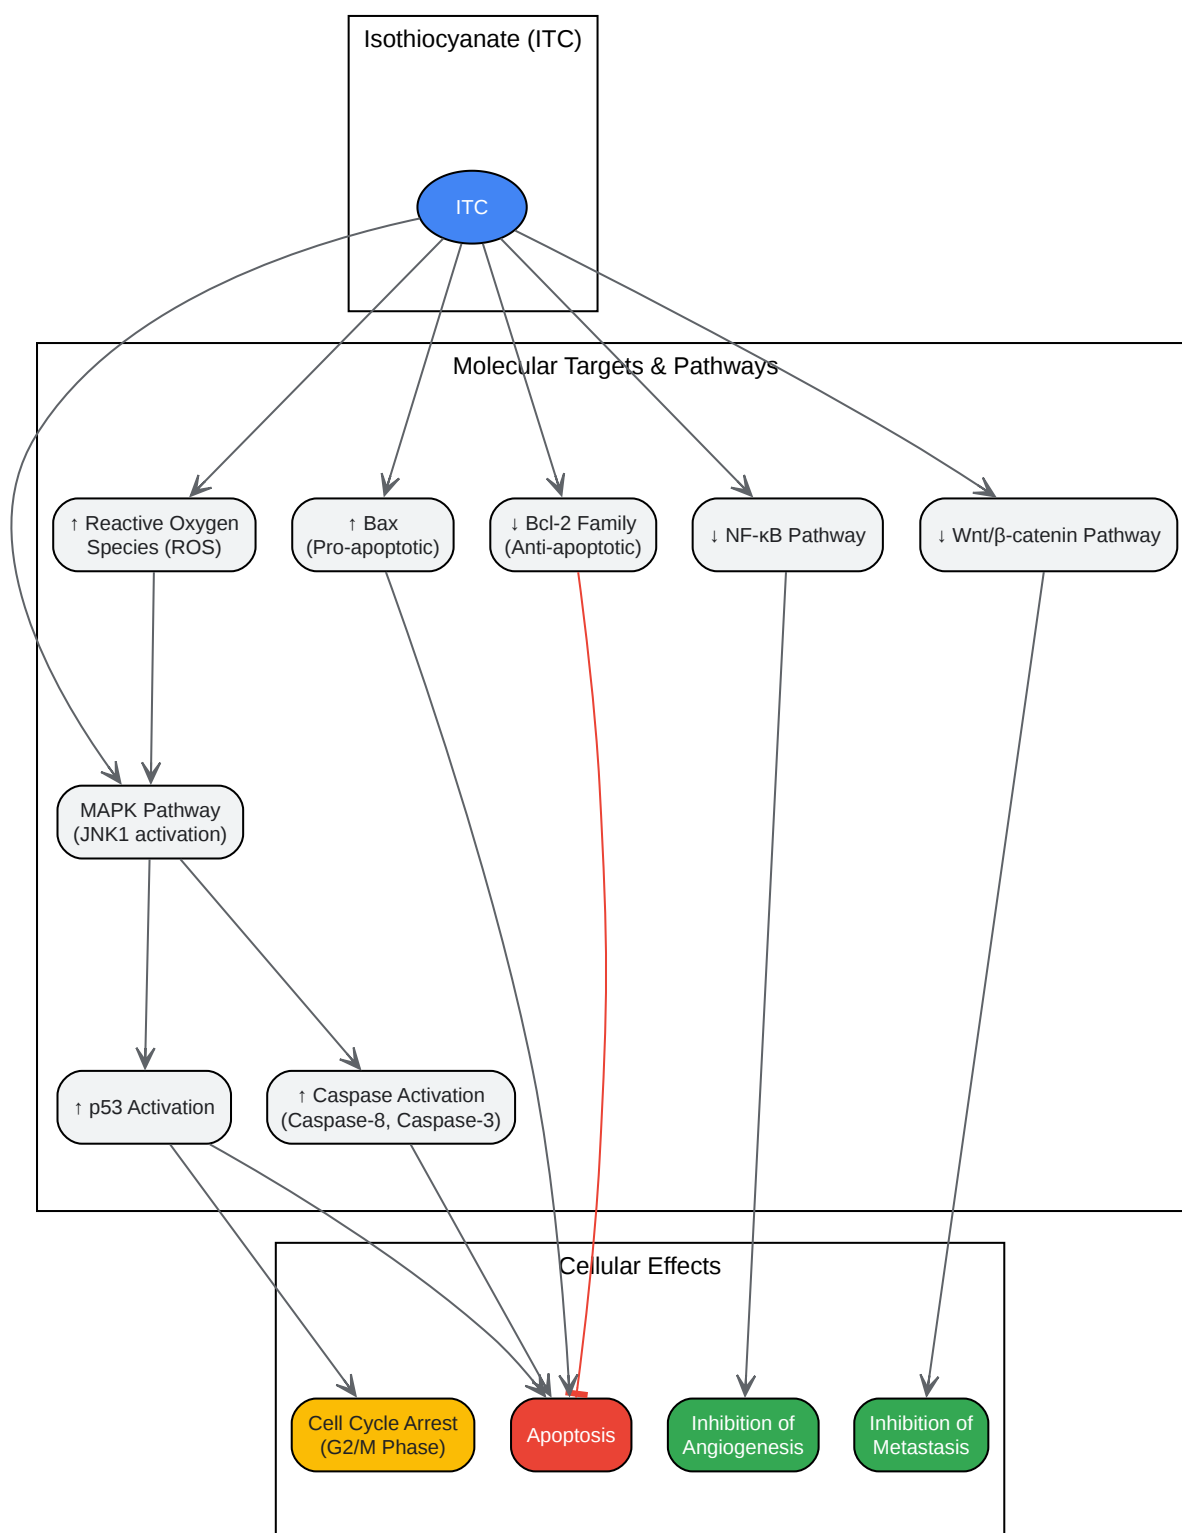 Isothiocyanate (ITC)
ITC
Molecular Targets & Pathways
↑ Reactive Oxygen
Species (ROS)
↑ Bax
(Pro-apoptotic)
↓ Bcl-2 Family
(Anti-apoptotic)
↓ NF-κB Pathway
↓ Wnt/β-catenin Pathway
MAPK Pathway
(JNK1 activation)
↑ p53 Activation
↑ Caspase Activation
(Caspase-8, Caspase-3)
Cellular Effects
Cell Cycle Arrest
(G2/M Phase)
Apoptosis
Inhibition of
Angiogenesis
Inhibition of
Metastasis